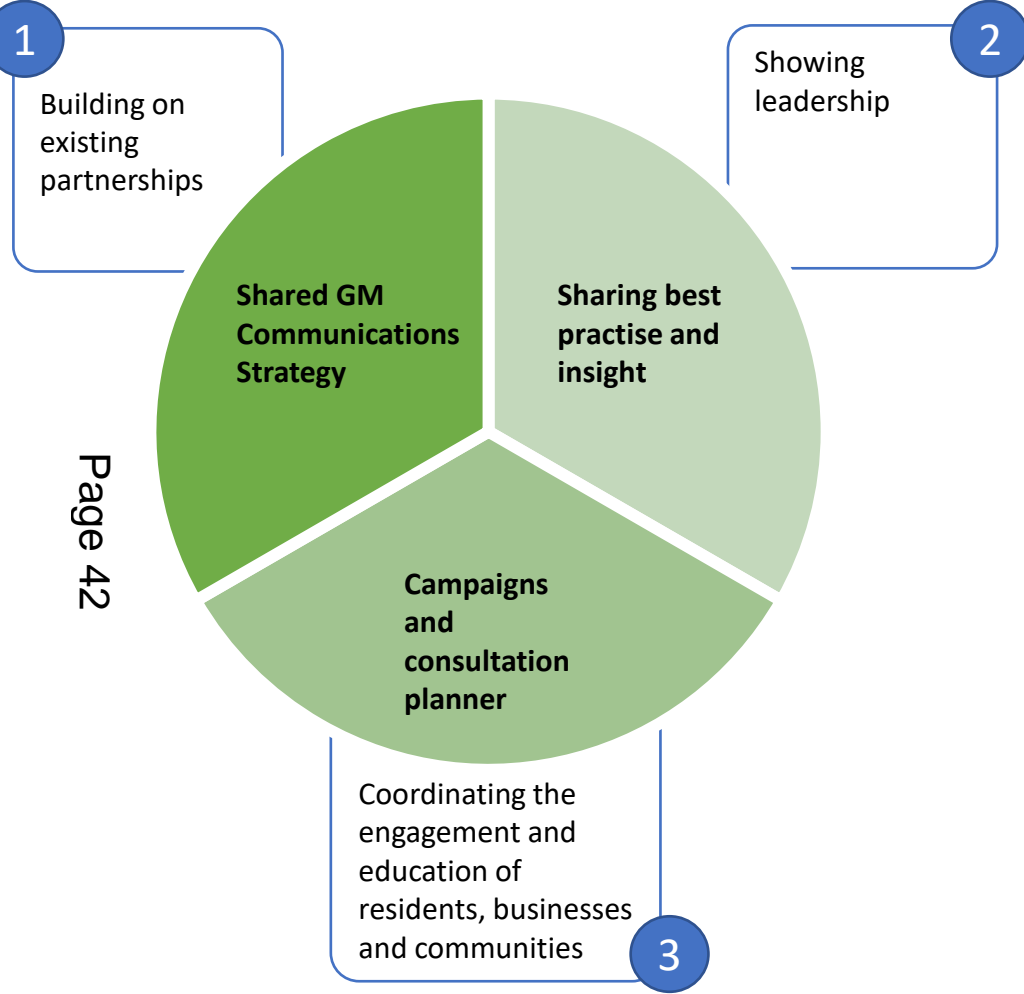 1
Building on
existing
partnerships
2
Showing
leadership
Shared GM
Communications
Strategy
Sharing best
practise and
insight
Page 42
Campaigns
and
consultation
planner
Coordinating the
engagement and
education of
residents, businesses
and communities
3